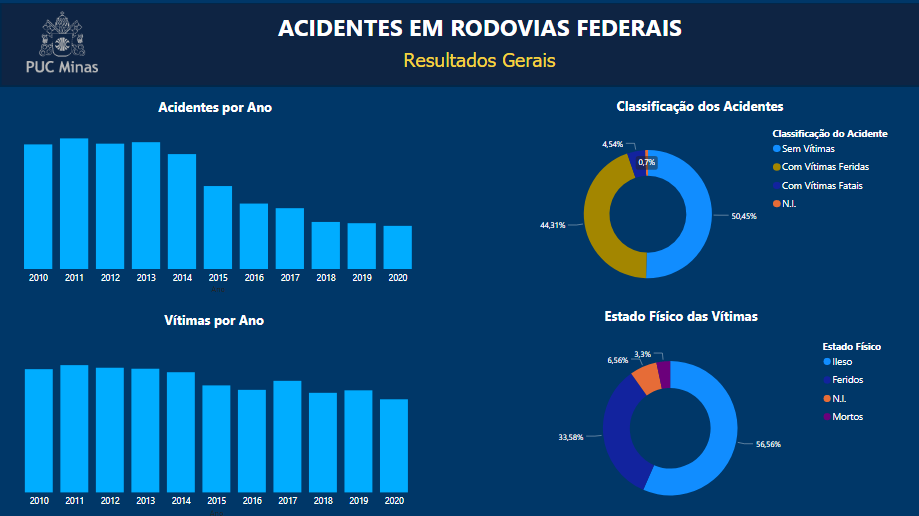 PUC Minas
ACIDENTES EM RODOVIAS FEDERAIS
Resultados Gerais
Acidentes por Ano
2010 2011 2012 2013 2014 2015 2016 2017 2018 2019 2020
Classificação dos Acidentes
4,54%
0,7%
44,31%
50,45%
Classificação do Acidente
Sem Vítimas
Com Vítimas Feridas
Com Vítimas Fatais
N.I.
Vítimas por Ano
2010 2011 2012 2013 2014 2015 2016 2017 2018 2019 2020
Estado Físico das Vítimas
3,3%
6,56%
33,58%
56,56%
Estado Físico
Ileso
Feridos
N.I.
Mortos